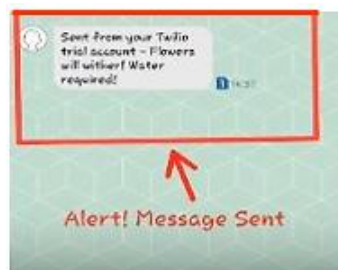 Sent from your Twilio
trial account - Flowers
will wither! Water
required!
Alert! Message Sent